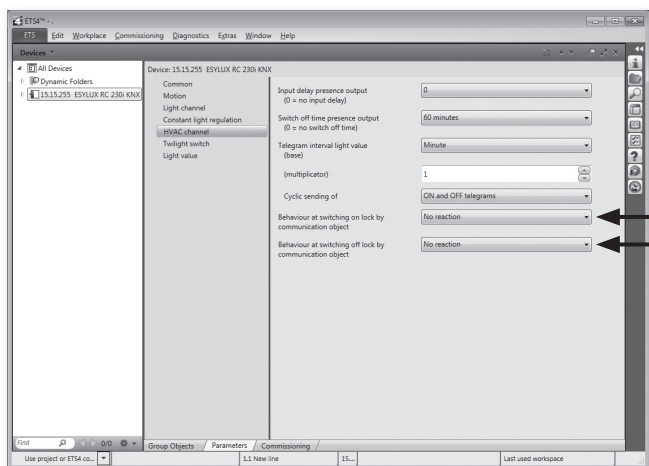 ETS4™ - .
ETS Edit Workplace Commissioning Diagnostics Extras Window Help
Devices
All Devices
Dynamic Folders
15.15.255 ESYLUX RC 230i KNX
Device: 15.15.255 ESYLUX RC 230i KNX
Common
Motion
Light channel
Constant light regulation
HVAC channel
Twilight switch
Light value
Input delay presence output
(0 = no input delay)
0
Switch off time presence output
(0 = no switch off time)
60 minutes
Telegram interval light value
(base)
Minute
(multiplicator)
1
Cyclic sending of
ON and OFF telegrams
Behaviour at switching on lock by
communication object
No reaction
Behaviour at switching off lock by
communication object
No reaction
Find
0/0
Group Objects Parameters Commissioning
Use project or ETS4 co...
1.1 New line
15....
Last used workspace